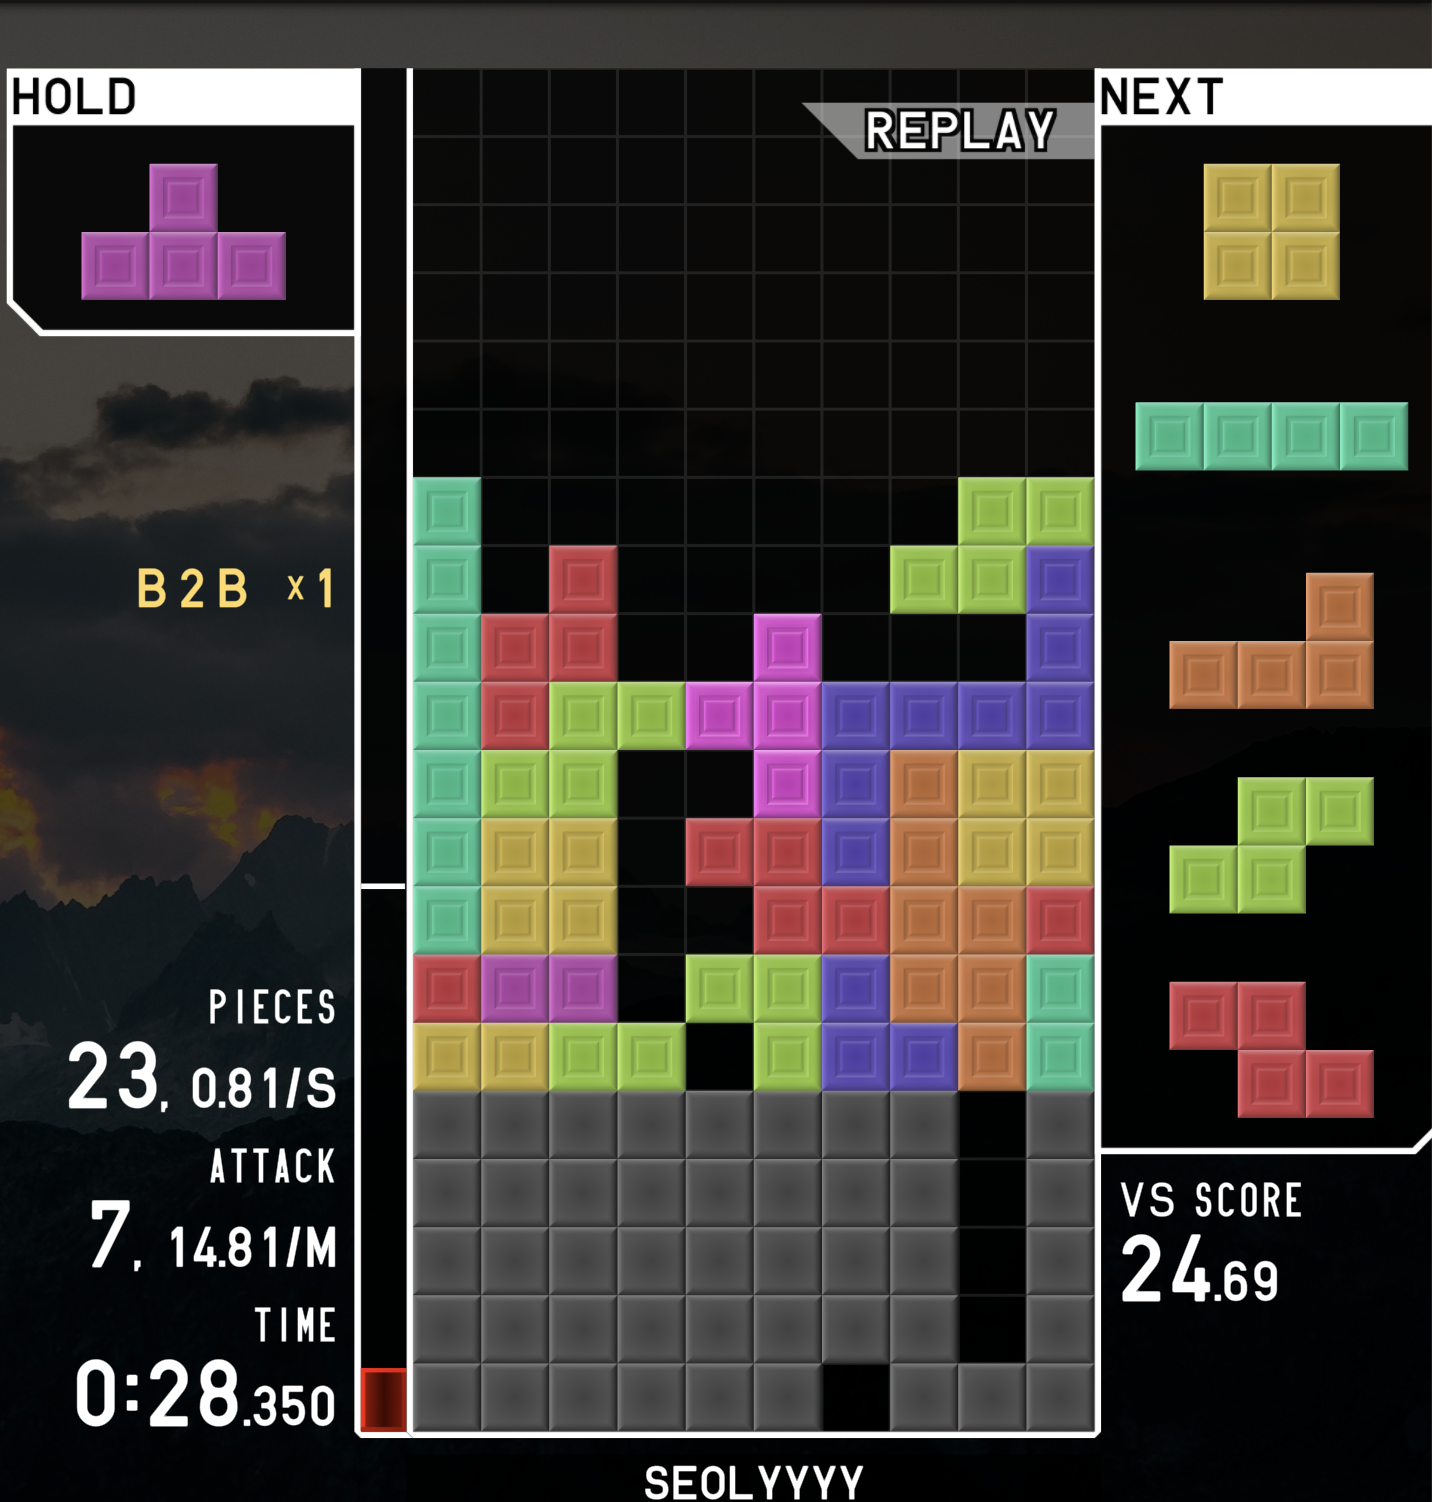 HOLD
NEXT
REPLAY
B2B ×1
PIECES
23, 0.81/S
ATTACK
7, 14.81/M
TIME
0:28.350
VS SCORE
24.69
SEOLYYYY